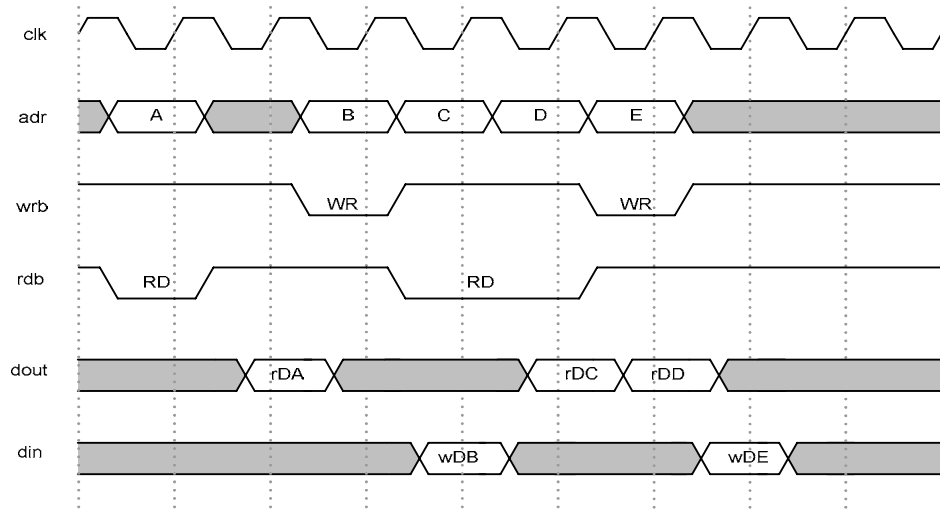 clk
adr A B C D E
wrb WR WR
rdb RD RD
dout rDA rDC rDD
din wDB wDE